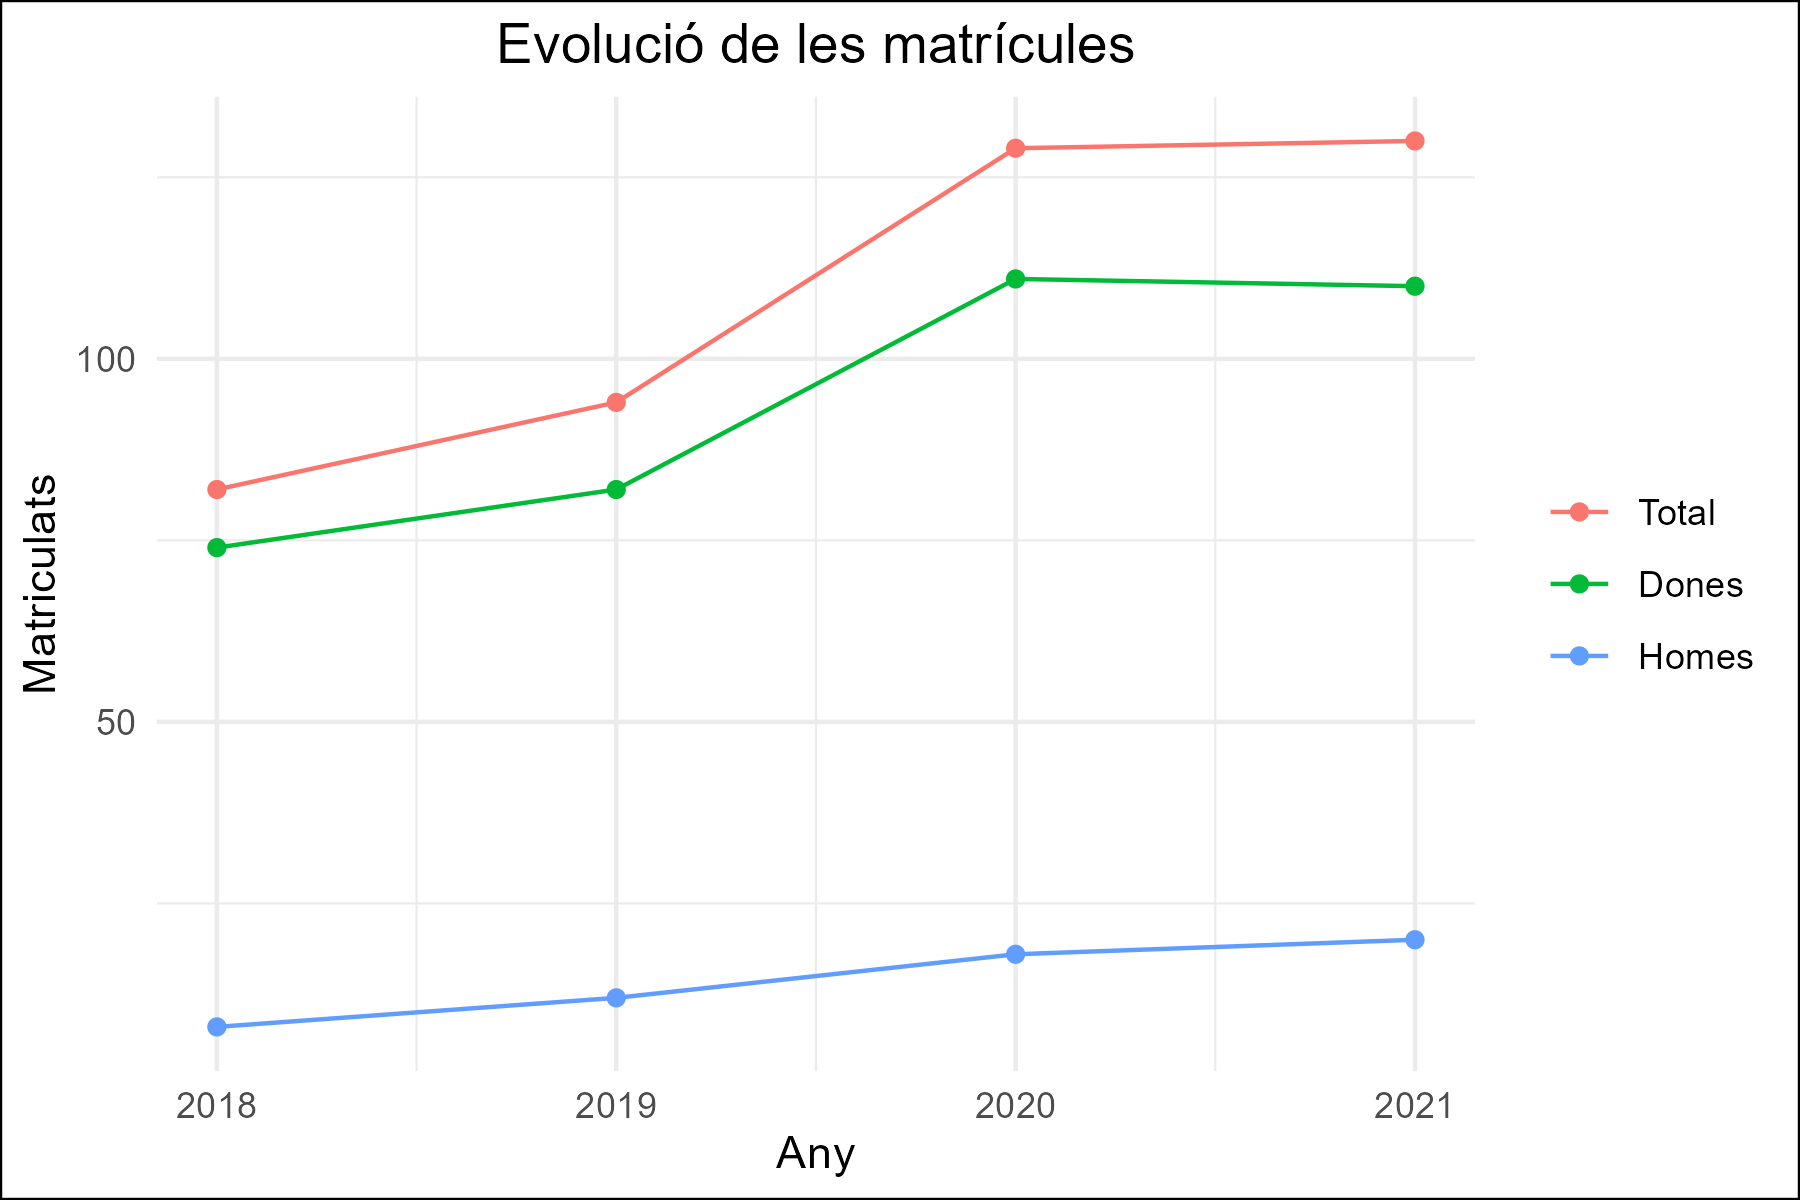 Evolució de les matrícules
Matriculats
100
50
2018
2019
2020
2021
Any
Total
Dones
Homes